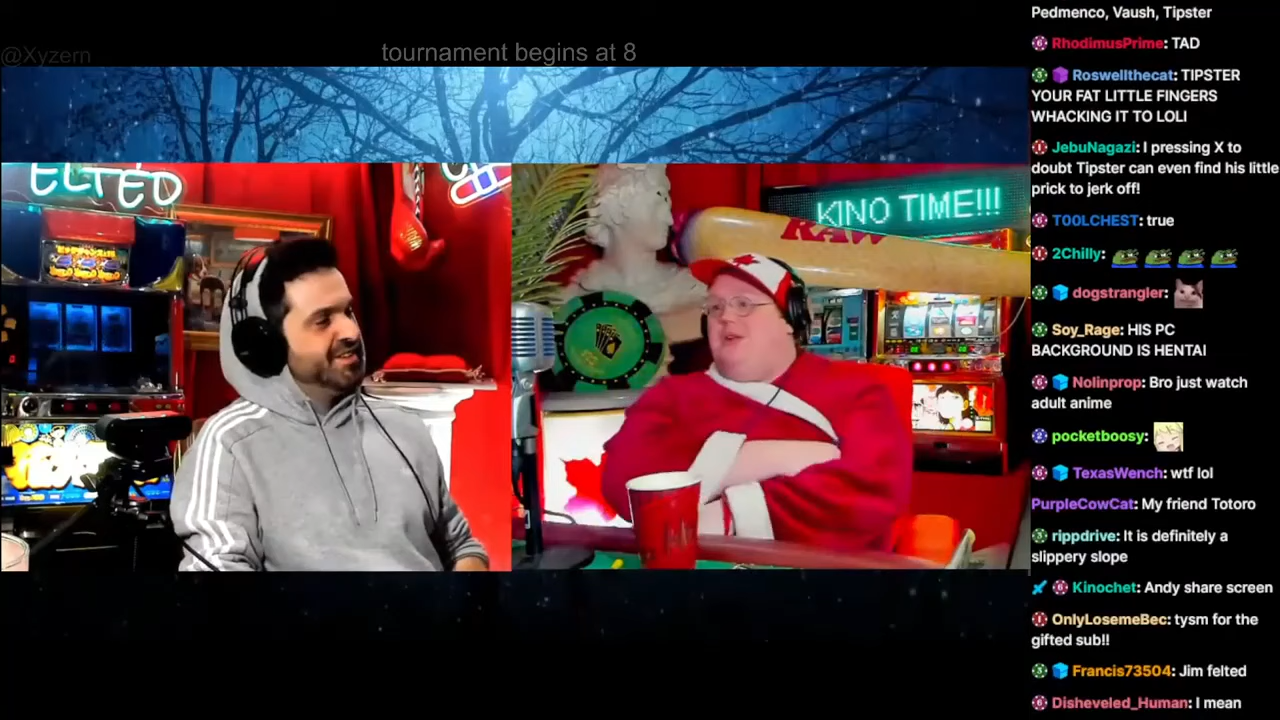 @Xyzern
tournament begins at 8
ELTED
KINO TIME!!!
RAW
Pedmenco, Vaush, Tipster
RhodimusPrime: TAD
Roswellthecat: TIPSTER
YOUR FAT LITTLE FINGERS
WHACKING IT TO LOLI
JebuNagazi: I pressing X to
doubt Tipster can even find his little
prick to jerk off!
T00LCHEST: true
2Chilly:
dogstrangler:
Soy_Rage: HIS PC
BACKGROUND IS HENTAI
Nolinprop: Bro just watch
adult anime
pocketboosy:
TexasWench: wtf lol
PurpleCowCat: My friend Totoro
rippdrive: It is definitely a
slippery slope
Kinochet: Andy share screen
OnlyLosemeBec: tysm for the
gifted sub!!
Francis73504: Jim felted
Disheveled_Human: I mean